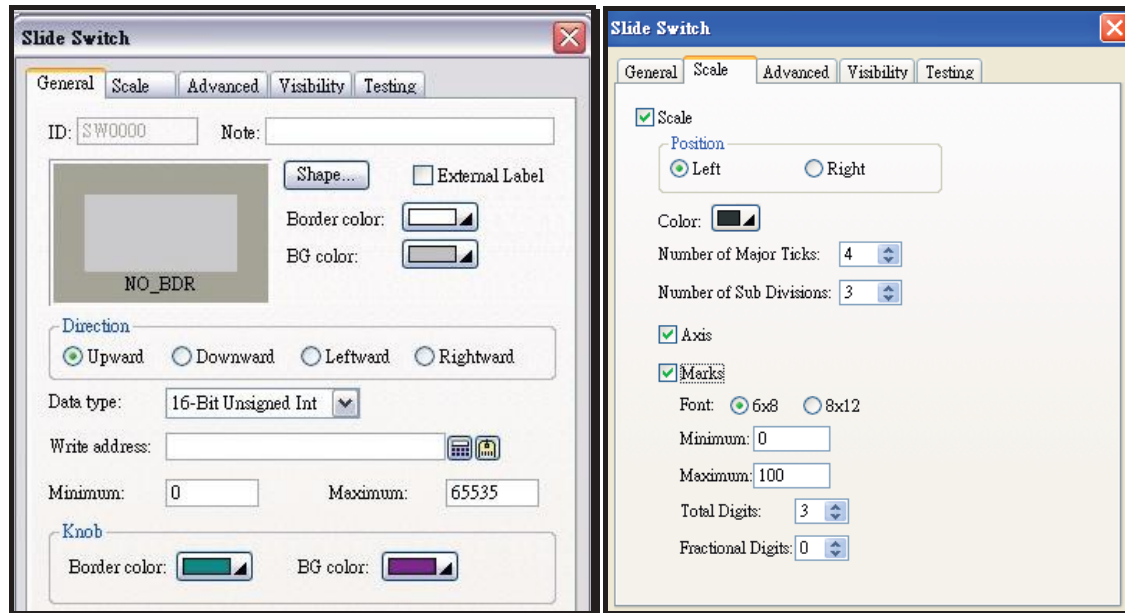 Slide Switch
General Scale Advanced Visibility Testing
ID: SW0000 Note:
Shape... External Label
Border color:
BG color:
NO_BDR
Direction
Upward Downward Leftward Rightward
Data type: 16-Bit Unsigned Int
Write address:
Minimum: 0 Maximum: 65535
Knob
Border color: BG color:
Slide Switch
General Scale Advanced Visibility Testing
Scale
Position
Left Right
Color:
Number of Major Ticks: 4
Number of Sub Divisions: 3
Axis
Marks
Font: 6x8 8x12
Minimum: 0
Maximum: 100
Total Digits: 3
Fractional Digits: 0